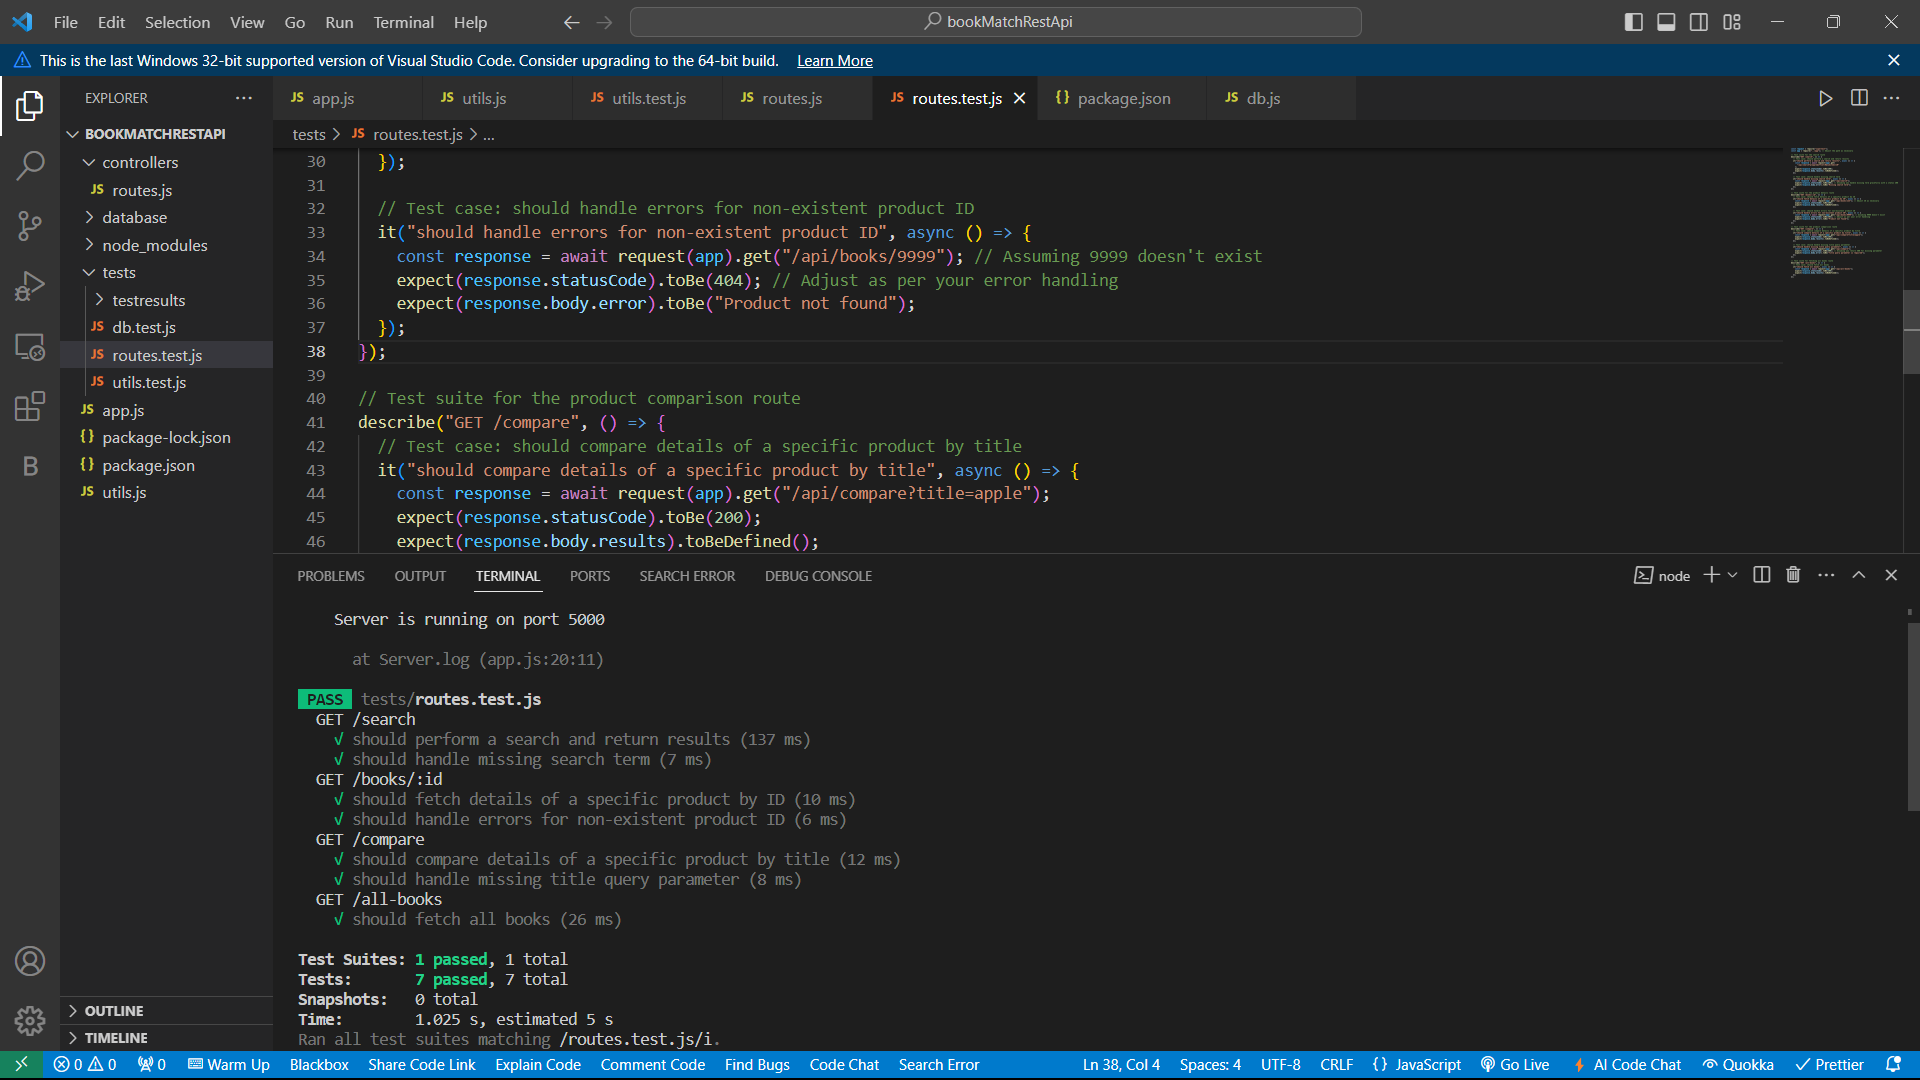 File Edit Selection View Go Run Terminal Help
bookMatchRestApi
This is the last Windows 32-bit supported version of Visual Studio Code. Consider upgrading to the 64-bit build. Learn More
EXPLORER
JS app.js
JS utils.js
JS utils.test.js
JS routes.js
JS routes.test.js
{} package.json
JS db.js
BOOKMATCHRESTAPI
controllers
JS routes.js
database
node_modules
tests
testresults
JS db.test.js
JS routes.test.js
JS utils.test.js
JS app.js
{} package-lock.json
{} package.json
JS utils.js
B
OUTLINE
TIMELINE
tests > JS routes.test.js > ...
30 });
31
32 // Test case: should handle errors for non-existent product ID
33 it("should handle errors for non-existent product ID", async () => {
34 const response = await request(app).get("/api/books/9999"); // Assuming 9999 doesn't exist
35 expect(response.statusCode).toBe(404); // Adjust as per your error handling
36 expect(response.body.error).toBe("Product not found");
37 });
38 });
39
40 // Test suite for the product comparison route
41 describe("GET /compare", () => {
42 // Test case: should compare details of a specific product by title
43 it("should compare details of a specific product by title", async () => {
44 const response = await request(app).get("/api/compare?title=apple");
45 expect(response.statusCode).toBe(200);
46 expect(response.body.results).toBeDefined();
PROBLEMS OUTPUT TERMINAL PORTS SEARCH ERROR DEBUG CONSOLE
node
Server is running on port 5000
at Server.log (app.js:20:11)
PASS tests/routes.test.js
GET /search
√ should perform a search and return results (137 ms)
√ should handle missing search term (7 ms)
GET /books/:id
√ should fetch details of a specific product by ID (10 ms)
√ should handle errors for non-existent product ID (6 ms)
GET /compare
√ should compare details of a specific product by title (12 ms)
√ should handle missing title query parameter (8 ms)
GET /all-books
√ should fetch all books (26 ms)
Test Suites: 1 passed, 1 total
Tests: 7 passed, 7 total
Snapshots: 0 total
Time: 1.025 s, estimated 5 s
Ran all test suites matching /routes.test.js/i.
0 0 0 Warm Up Blackbox Share Code Link Explain Code Comment Code Find Bugs Code Chat Search Error Ln 38, Col 4 Spaces: 4 UTF-8 CRLF {} JavaScript Go Live AI Code Chat Quokka Prettier